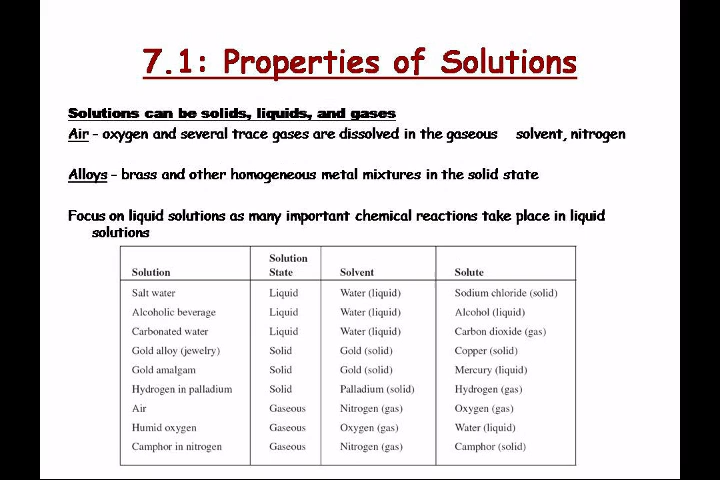 7.1: Properties of Solutions
Solutions can be solids, liquids, and gases
Air – oxygen and several trace gases are dissolved in the gaseous solvent, nitrogen
Alloys – brass and other homogeneous metal mixtures in the solid state
Focus on liquid solutions as many important chemical reactions take place in liquid
solutions
Solution Solution State Solvent Solute
Salt water Liquid Water (liquid) Sodium chloride (solid)
Alcoholic beverage Liquid Water (liquid) Alcohol (liquid)
Carbonated water Liquid Water (liquid) Carbon dioxide (gas)
Gold alloy (jewelry) Solid Gold (solid) Copper (solid)
Gold amalgam Solid Gold (solid) Mercury (liquid)
Hydrogen in palladium Solid Palladium (solid) Hydrogen (gas)
Air Gaseous Nitrogen (gas) Oxygen (gas)
Humid oxygen Gaseous Oxygen (gas) Water (liquid)
Camphor in nitrogen Gaseous Nitrogen (gas) Camphor (solid)